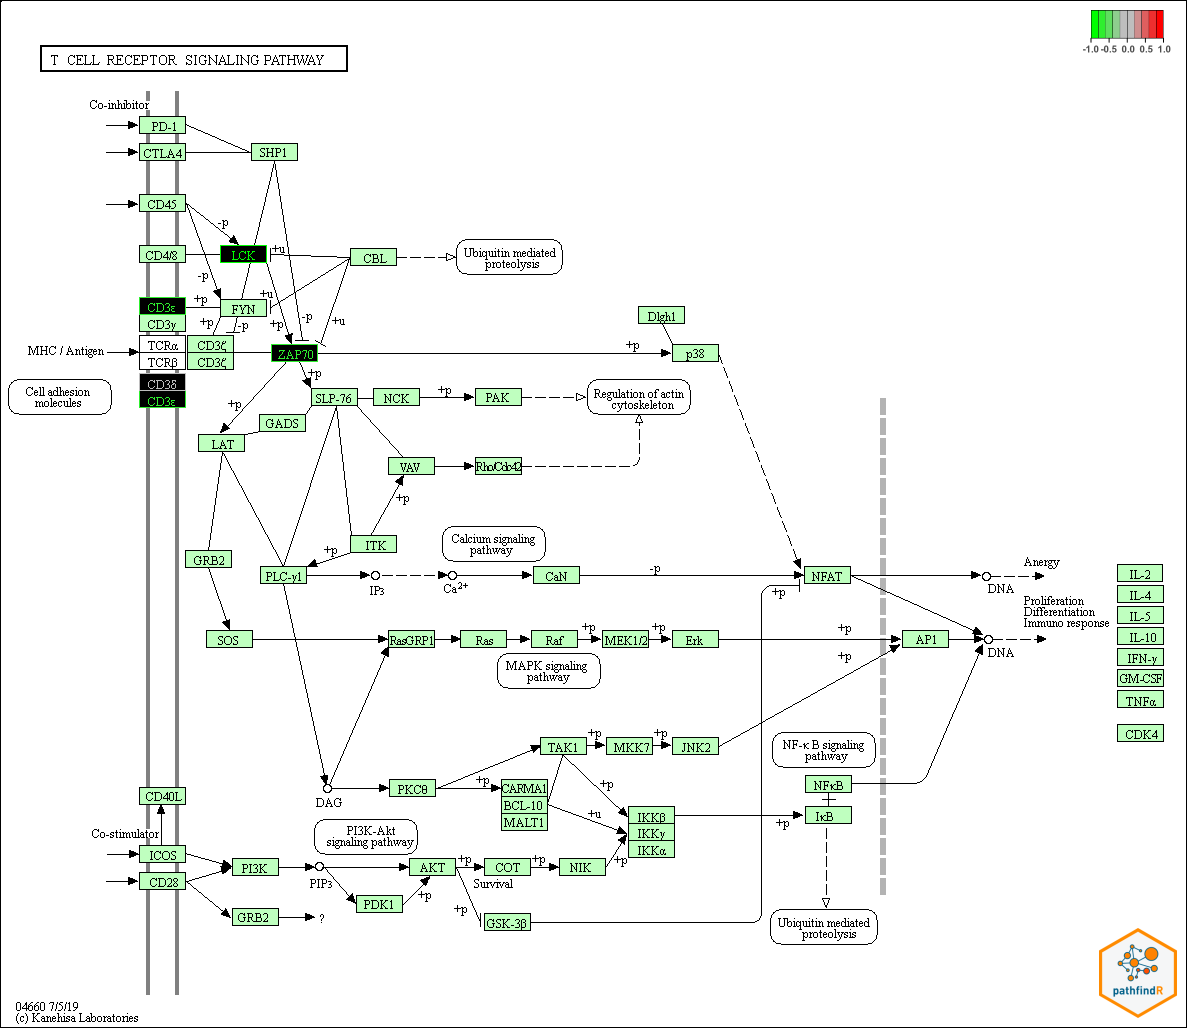 -1.0 -0.5 0.0 0.5 1.0
T CELL RECEPTOR SIGNALING PATHWAY
Co-inhibitor
PD-1
CTLA4
SHP1
CD45
-p
CD4/8
LCK
+u
CBL
Ubiquitin mediated
proteolysis
-p
CD3ε
+p
FYN
+u
CD3γ
+p
-p
+p
-p
+u
Dlgh1
MHC / Antigen
TCRα
CD3ζ
ZAP70
+p
p38
TCRβ
CD3ζ
Cell adhesion
molecules
CD3δ
CD3ε
+p
+p
SLP-76
NCK
+p
PAK
Regulation of actin
cytoskeleton
GADS
LAT
VAV
Rho/Cdc42
+p
ITK
Calcium signaling
pathway
GRB2
+p
PLC-γ1
IP3
Ca2+
CaN
-p
NFAT
+p
DNA
Anergy
Proliferation
Differentiation
Immuno response
IL-2
IL-4
IL-5
IL-10
IFN-γ
GM-CSF
TNFα
CDK4
SOS
RasGRP1
Ras
Raf
+p
MEK1/2
+p
Erk
+p
AP1
DNA
+p
MAPK signaling
pathway
TAK1
+p
MKK7
+p
JNK2
NF-κ B signaling
pathway
DAG
PKCθ
+p
CARMA1
BCL-10
MALT1
+p
+u
IKKβ
IKKγ
IKKα
+p
NFκB
IκB
CD40L
Co-stimulator
ICOS
CD28
PI3K
PIP3
PI3K-Akt
signaling pathway
AKT
+p
COT
+p
NIK
+p
Survival
PDK1
+p
+p
GSK-3β
GRB2
?
Ubiquitin mediated
proteolysis
pathfindR
04660 7/5/19
(c) Kanehisa Laboratories